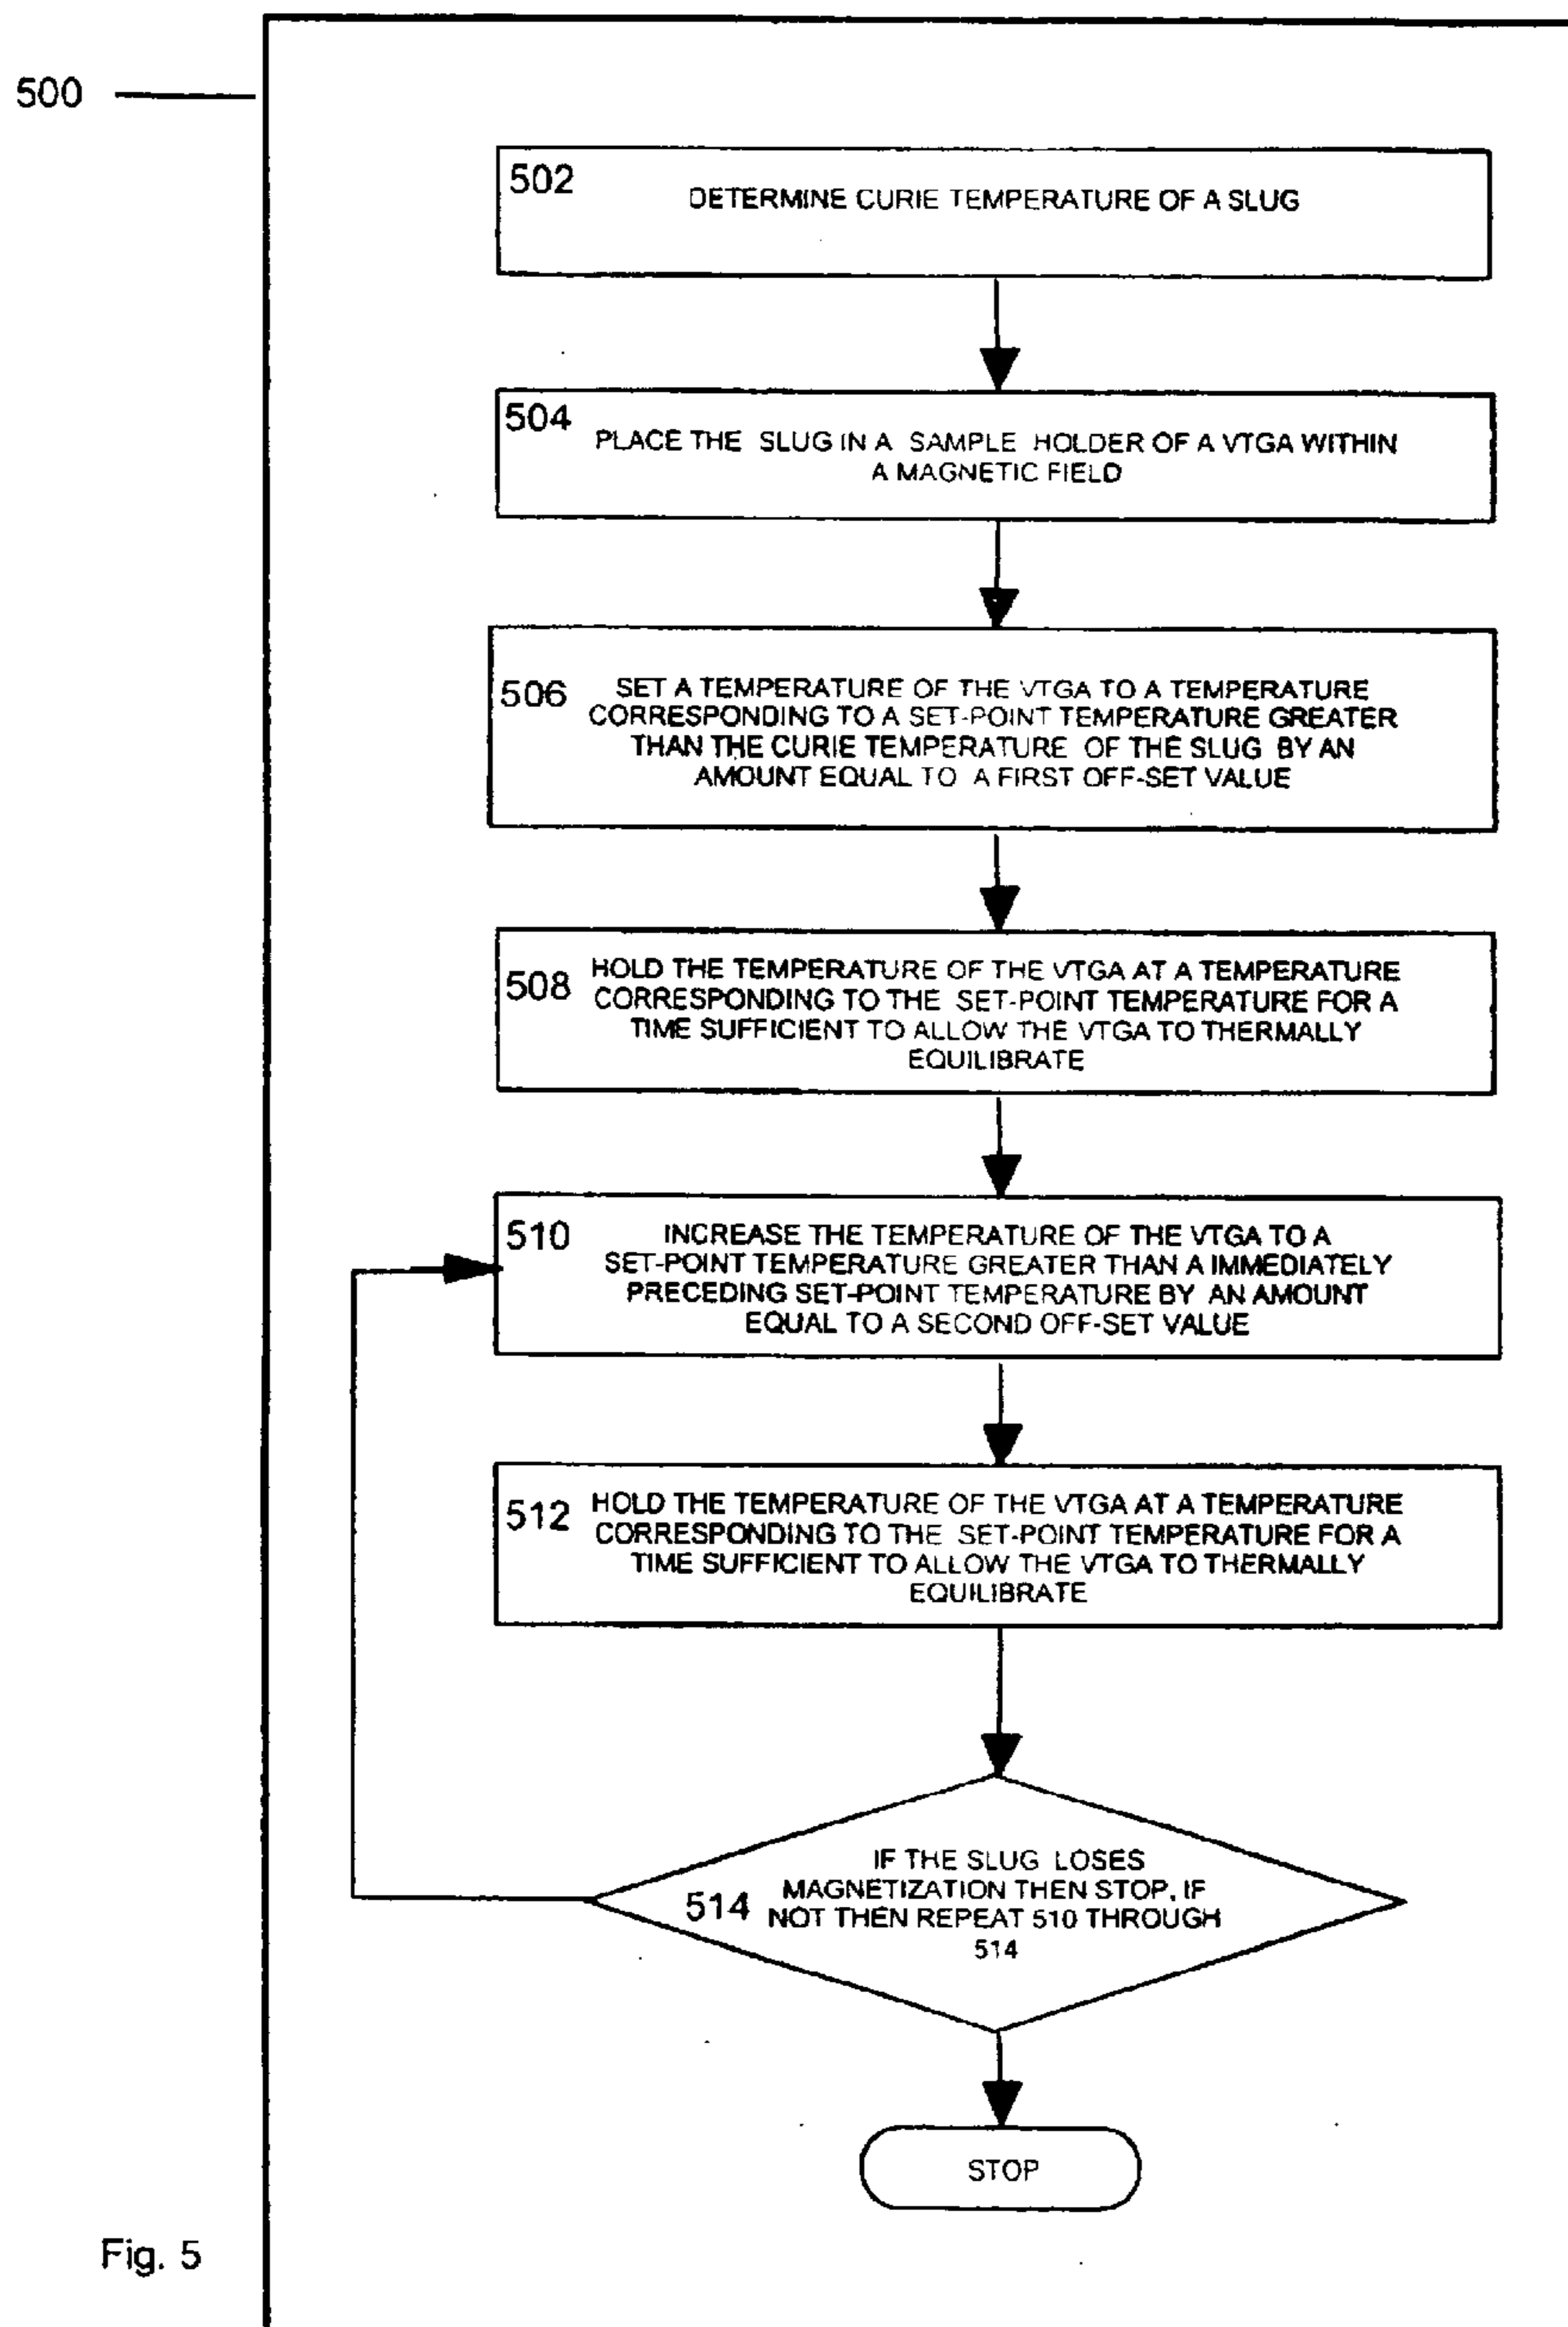 500
502
DETERMINE CURIE TEMPERATURE OF A SLUG
504
PLACE THE SLUG IN A SAMPLE HOLDER OF A VTGA WITHIN
A MAGNETIC FIELD
506
SET A TEMPERATURE OF THE VTGA TO A TEMPERATURE
CORRESPONDING TO A SET-POINT TEMPERATURE GREATER
THAN THE CURIE TEMPERATURE OF THE SLUG BY AN
AMOUNT EQUAL TO A FIRST OFF-SET VALUE
508
HOLD THE TEMPERATURE OF THE VTGA AT A TEMPERATURE
CORRESPONDING TO THE SET-POINT TEMPERATURE FOR A
TIME SUFFICIENT TO ALLOW THE VTGA TO THERMALLY
EQUILIBRATE
510
INCREASE THE TEMPERATURE OF THE VTGA TO A
SET-POINT TEMPERATURE GREATER THAN A IMMEDIATELY
PRECEDING SET-POINT TEMPERATURE BY AN AMOUNT
EQUAL TO A SECOND OFF-SET VALUE
512
HOLD THE TEMPERATURE OF THE VTGA AT A TEMPERATURE
CORRESPONDING TO THE SET-POINT TEMPERATURE FOR A
TIME SUFFICIENT TO ALLOW THE VTGA TO THERMALLY
EQUILIBRATE
514
IF THE SLUG LOSES
MAGNETIZATION THEN STOP, IF
NOT THEN REPEAT 510 THROUGH
514
STOP
Fig. 5